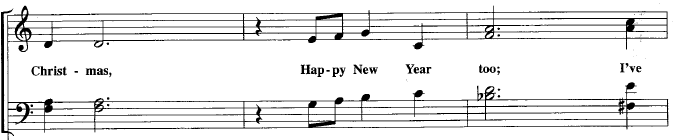 Christ - mas, Hap - py New Year too; I've